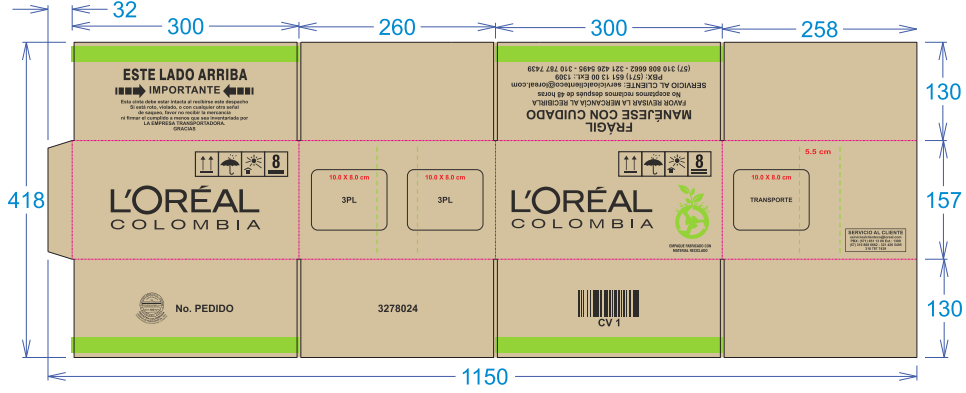 32
300
260
300
258
ESTE LADO ARRIBA
IMPORTANTE
Esta cinta debe estar intacta al recibirse este despacho
Si está roto, violado, o con cualquier otra señal
de saqueo, favor no recibir la mercancia
ni firmar el cumplido a menos que sea inventariada por
LA EMPRESA TRANSPORTADORA.
GRACIAS
FRÁGIL
MANÉJESE CON CUIDADO
FAVOR REVISAR LA MERCANCÍA AL RECIBIRLA
No aceptamos reclamos después de 48 horas
SERVICIO AL CLIENTE: servicioalclienteco@loreal.com
PBX: (571) 651 13 00 Ext.: 1309
(57) 310 808 6662 - 321 426 5495 - 310 787 7439
130
418
157
130
8
L'ORÉAL
COLOMBIA
10.0 X 8.0 cm
3PL
10.0 X 8.0 cm
3PL
8
L'ORÉAL
COLOMBIA
EMPAQUE FABRICADO CON
MATERIAL RECICLADO
5.5 cm
10.0 X 8.0 cm
TRANSPORTE
SERVICIO AL CLIENTE
No. PEDIDO
3278024
CV 1
1150